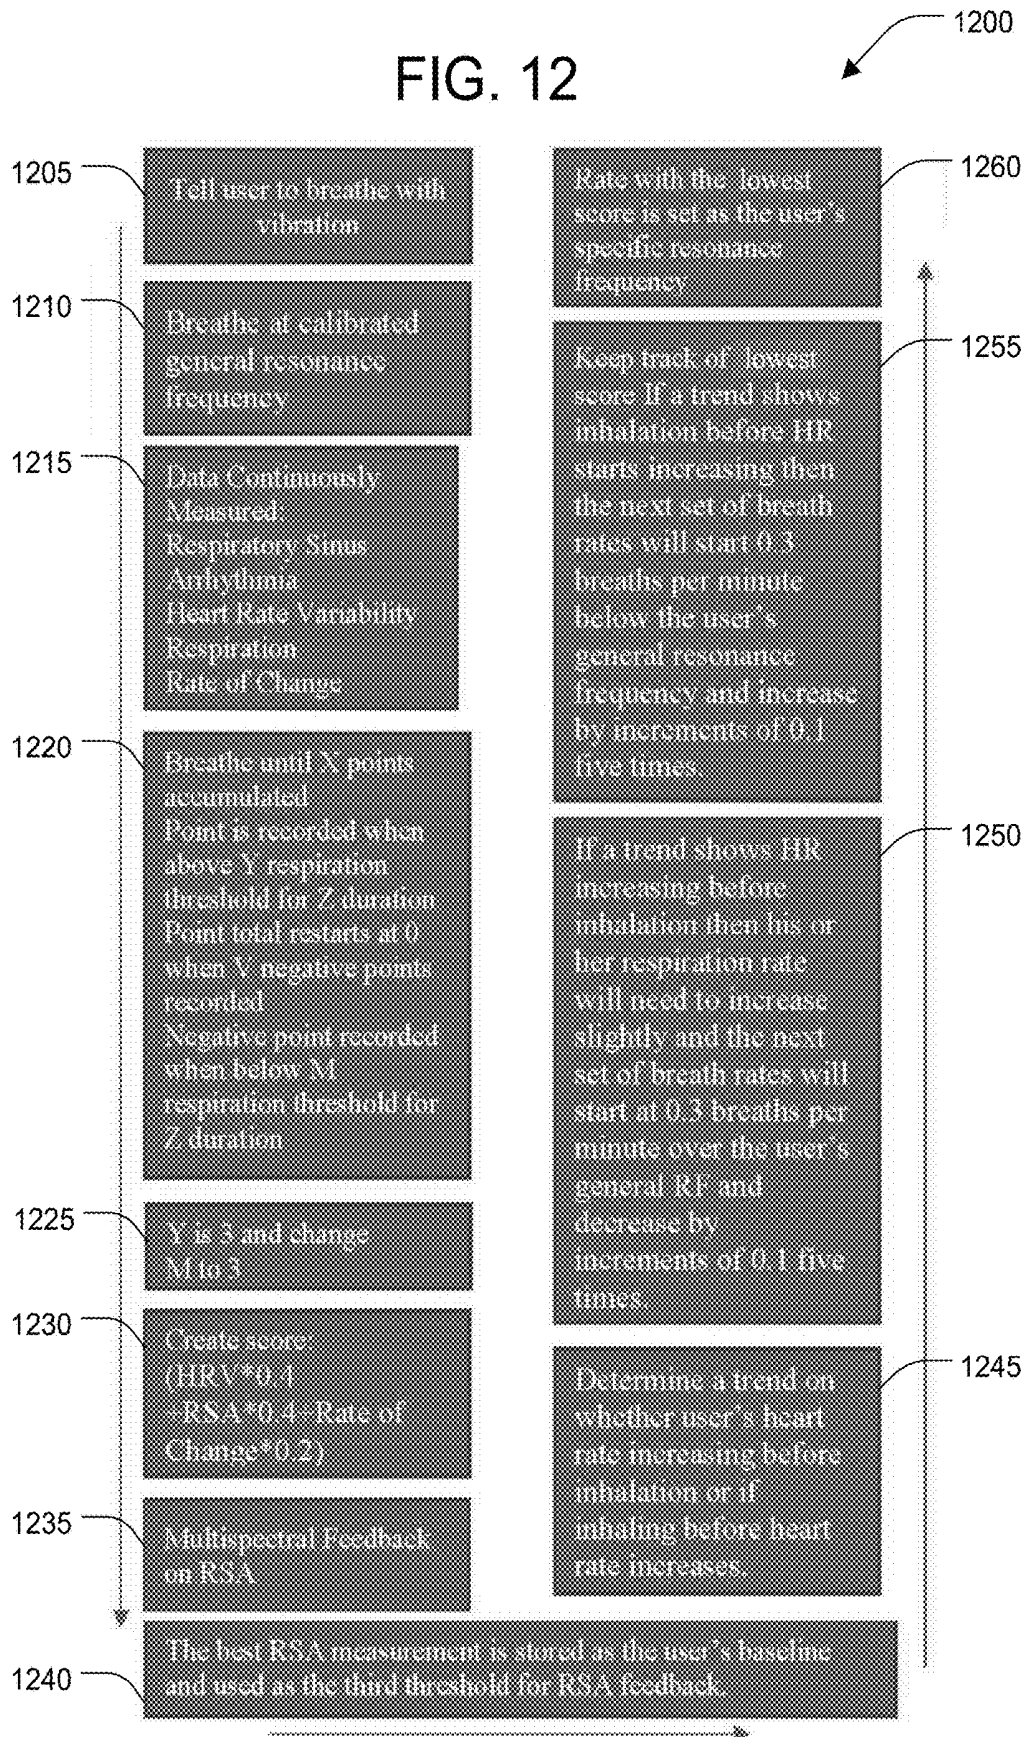 1200
FIG. 12
1205
Tell user to breathe with
vibration
1210
Breathe at calibrated
general resonance
frequency
1215
Data Continuously
Measured:
Respiratory Sinus
Arrhythmia
Heart Rate Variability
Respiration
Rate of Change
1220
Breathe until X points
accumulated
Point is recorded when
above Y respiration
threshold for Z duration
Point total restarts at 0
when V negative points
recorded
Negative point recorded
when below M
respiration threshold for
Z duration
1225
Y is 3 and change
M to 3
1230
Create score:
(HRV*0.4
+RSA*0.4+Rate of
Change*0.2)
1235
Multispectral Feedback
on RSA
1240
The best RSA measurement is stored as the user's baseline
and used as the third threshold for RSA feedback.
1245
Determine a trend on
whether user's heart
rate increasing before
inhalation or if
inhaling before heart
rate increases.
1250
If a trend shows HR
increasing before
inhalation then his or
her respiration rate
will need to increase
slightly and the next
set of breath rates will
start at 0.3 breaths per
minute over the user's
general RF and
decrease by
increments of 0.1 five
times.
1255
Keep track of lowest
score If a trend shows
inhalation before HR
starts increasing then
the next set of breath
rates will start 0.3
breaths per minute
below the user's
general resonance
frequency and increase
by increments of 0.1
five times.
1260
Rate with the lowest
score is set as the user's
specific resonance
frequency